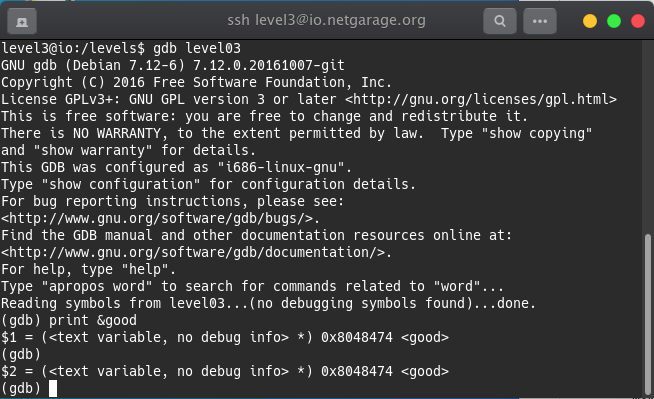 ssh level3@io.netgarage.org
level3@io:/levels$ gdb level03
GNU gdb (Debian 7.12-6) 7.12.0.20161007-git
Copyright (C) 2016 Free Software Foundation, Inc.
License GPLv3+: GNU GPL version 3 or later <http://gnu.org/licenses/gpl.html>
This is free software: you are free to change and redistribute it.
There is NO WARRANTY, to the extent permitted by law.  Type "show copying"
and "show warranty" for details.
This GDB was configured as "i686-linux-gnu".
Type "show configuration" for configuration details.
For bug reporting instructions, please see:
<http://www.gnu.org/software/gdb/bugs/>.
Find the GDB manual and other documentation resources online at:
<http://www.gnu.org/software/gdb/documentation/>.
For help, type "help".
Type "apropos word" to search for commands related to "word"...
Reading symbols from level03...(no debugging symbols found)...done.
(gdb) print &good
$1 = (<text variable, no debug info> *) 0x8048474 <good>
(gdb)
$2 = (<text variable, no debug info> *) 0x8048474 <good>
(gdb)